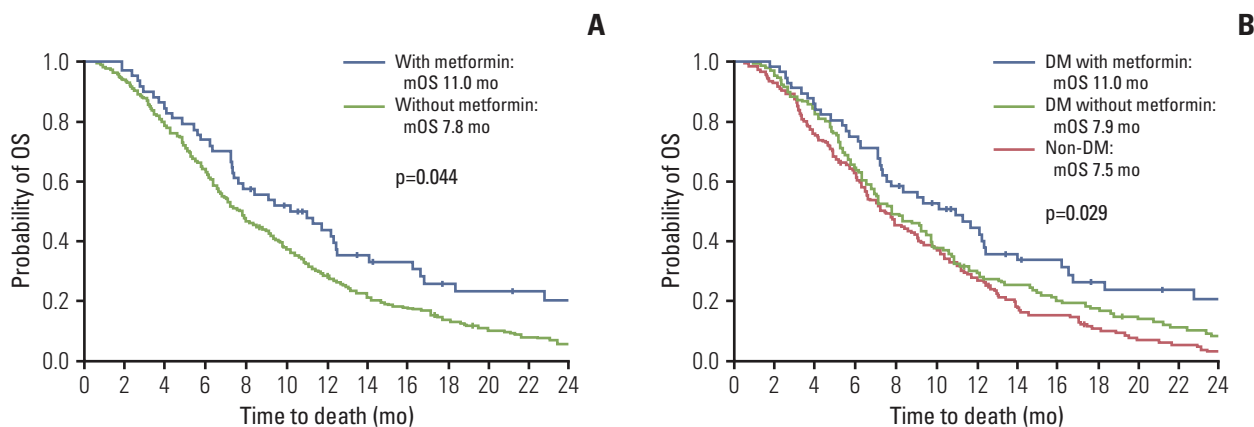 A
1.0
0.8
0.6
0.4
0.2
0.0
Probability of OS
0 2 4 6 8 10 12 14 16 18 20 22 24
Time to death (mo)
With metformin:
mOS 11.0 mo
Without metformin:
mOS 7.8 mo
p=0.044
B
1.0
0.8
0.6
0.4
0.2
0.0
Probability of OS
0 2 4 6 8 10 12 14 16 18 20 22 24
Time to death (mo)
DM with metformin:
mOS 11.0 mo
DM without metformin:
mOS 7.9 mo
Non-DM:
mOS 7.5 mo
p=0.029